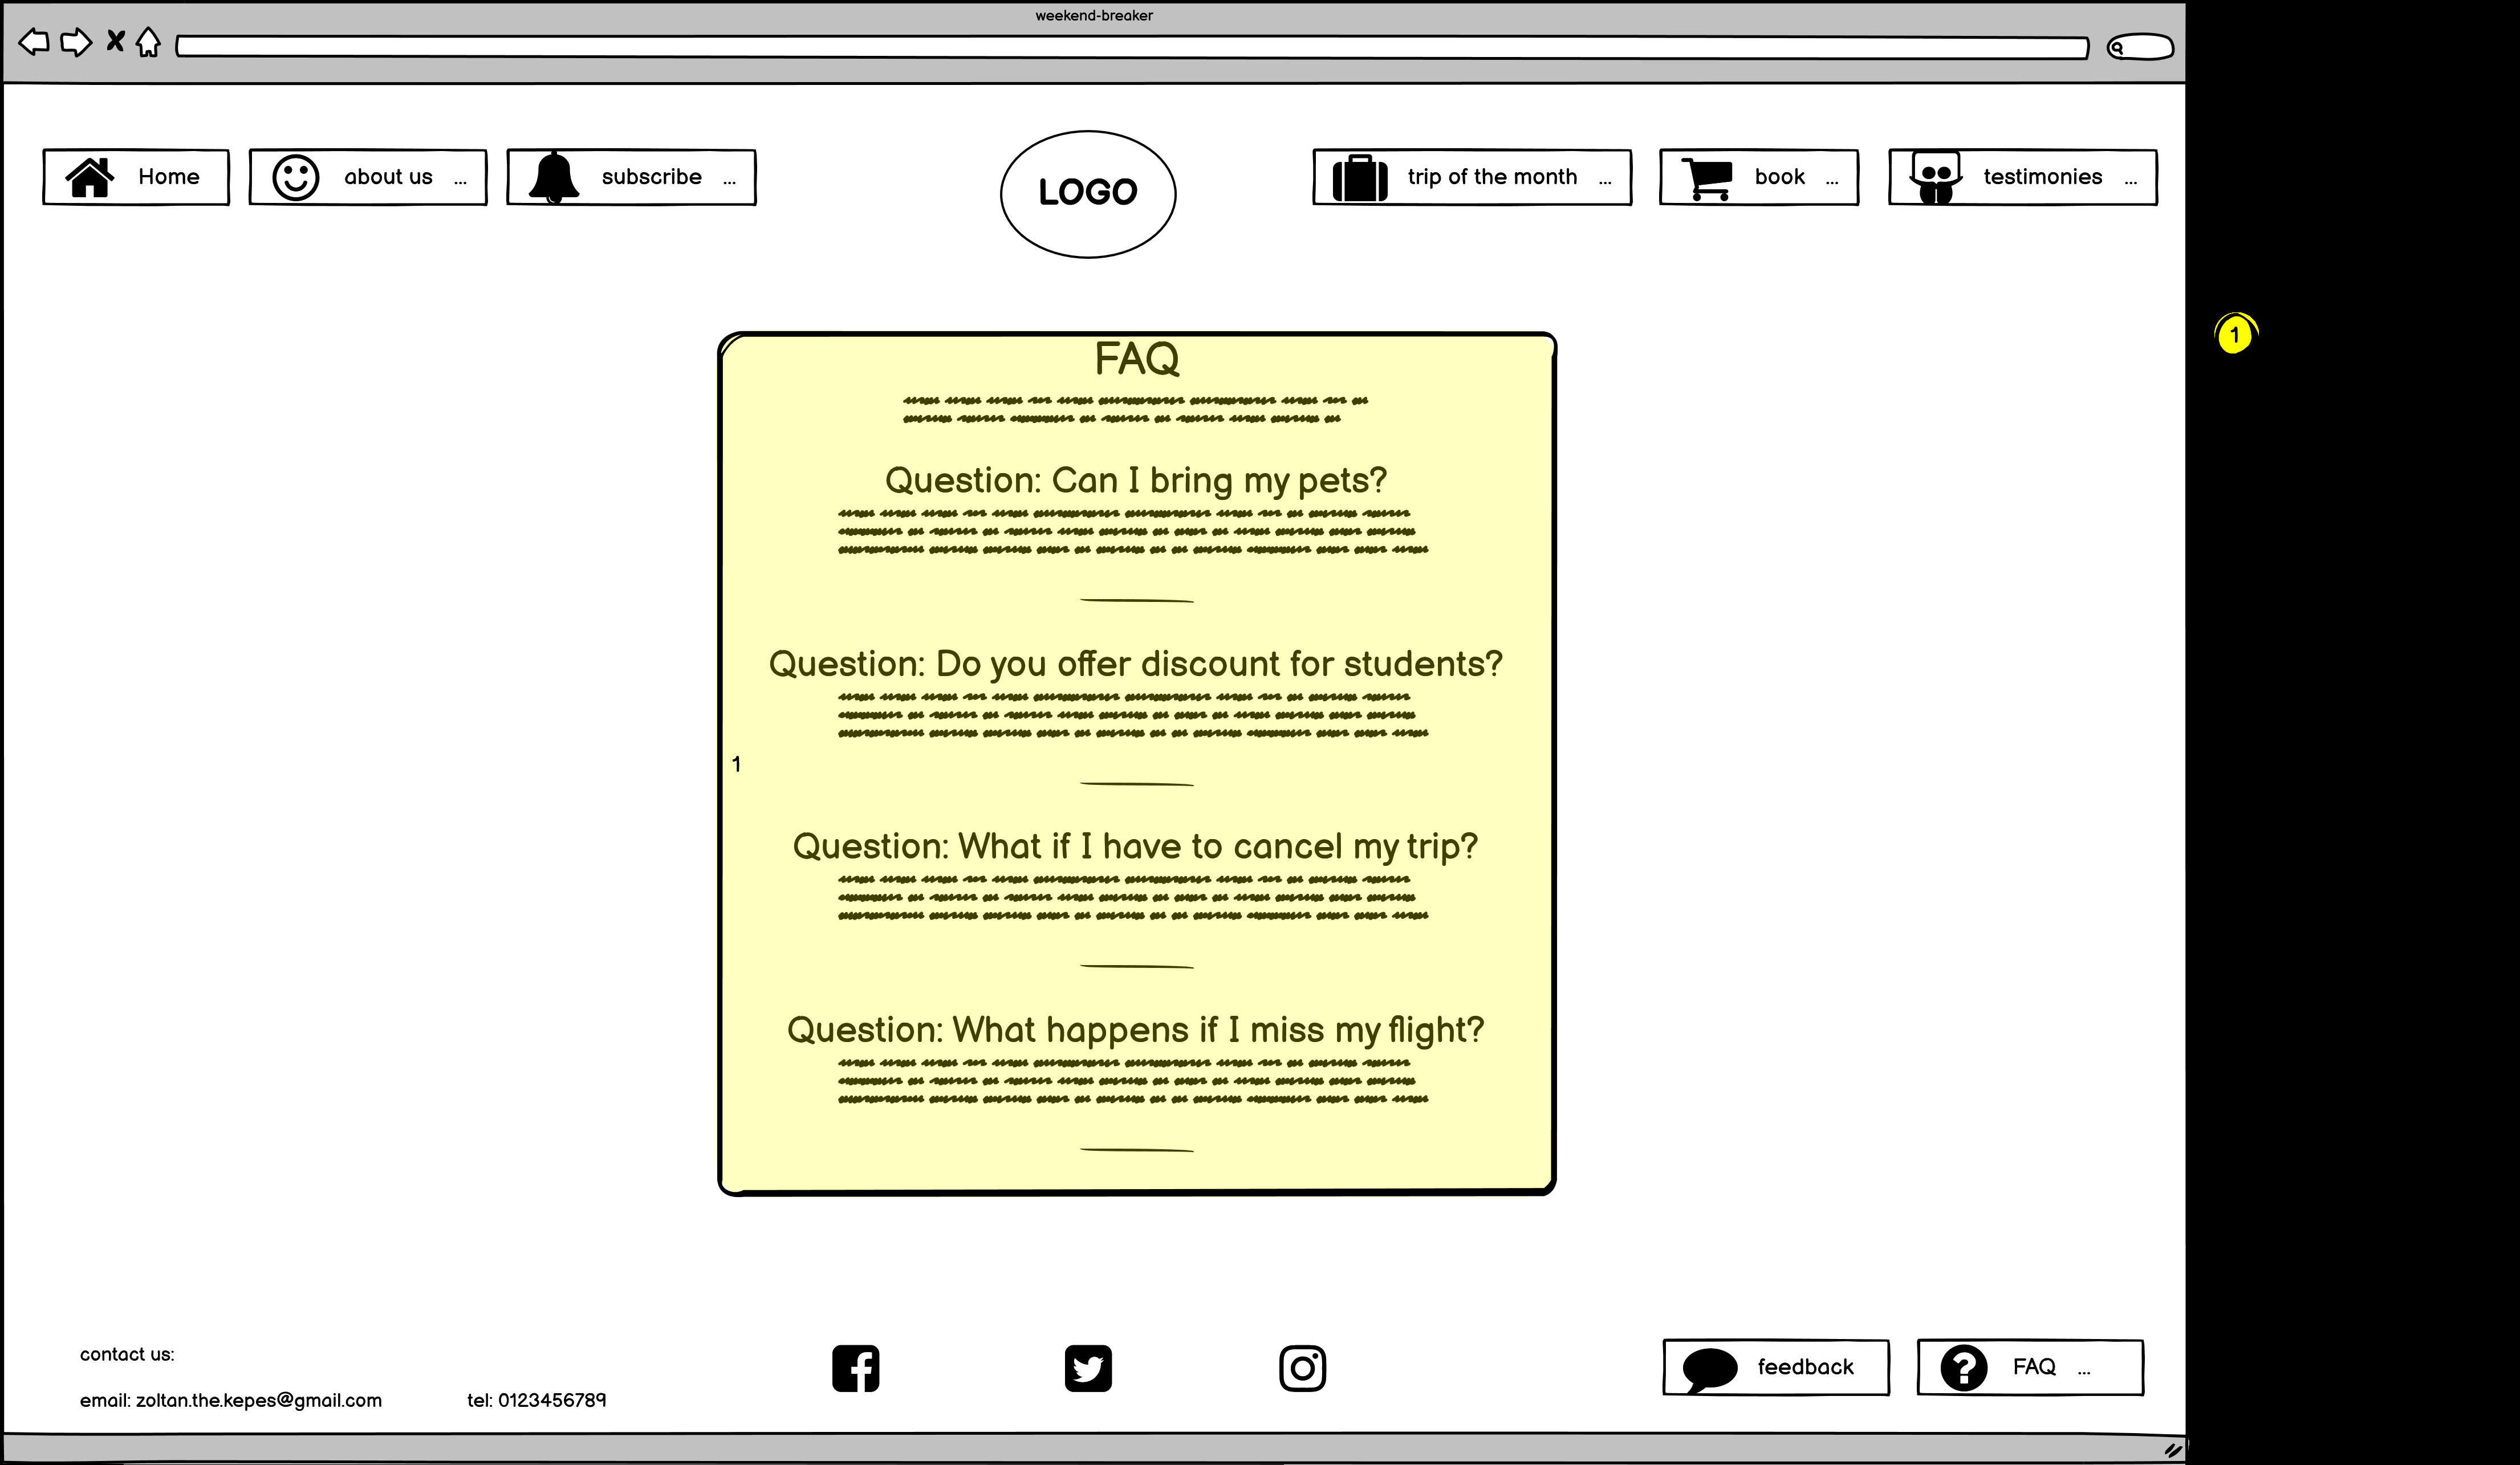 weekend-breaker
Home
about us ...
subscribe ...
LOGO
trip of the month ...
book ...
testimonies ...
1
FAQ
Question: Can I bring my pets?
Question: Do you offer discount for students?
1
Question: What if I have to cancel my trip?
Question: What happens if I miss my flight?
contact us:
email: zoltan.the.kepes@gmail.com
tel: 0123456789
feedback
FAQ ...